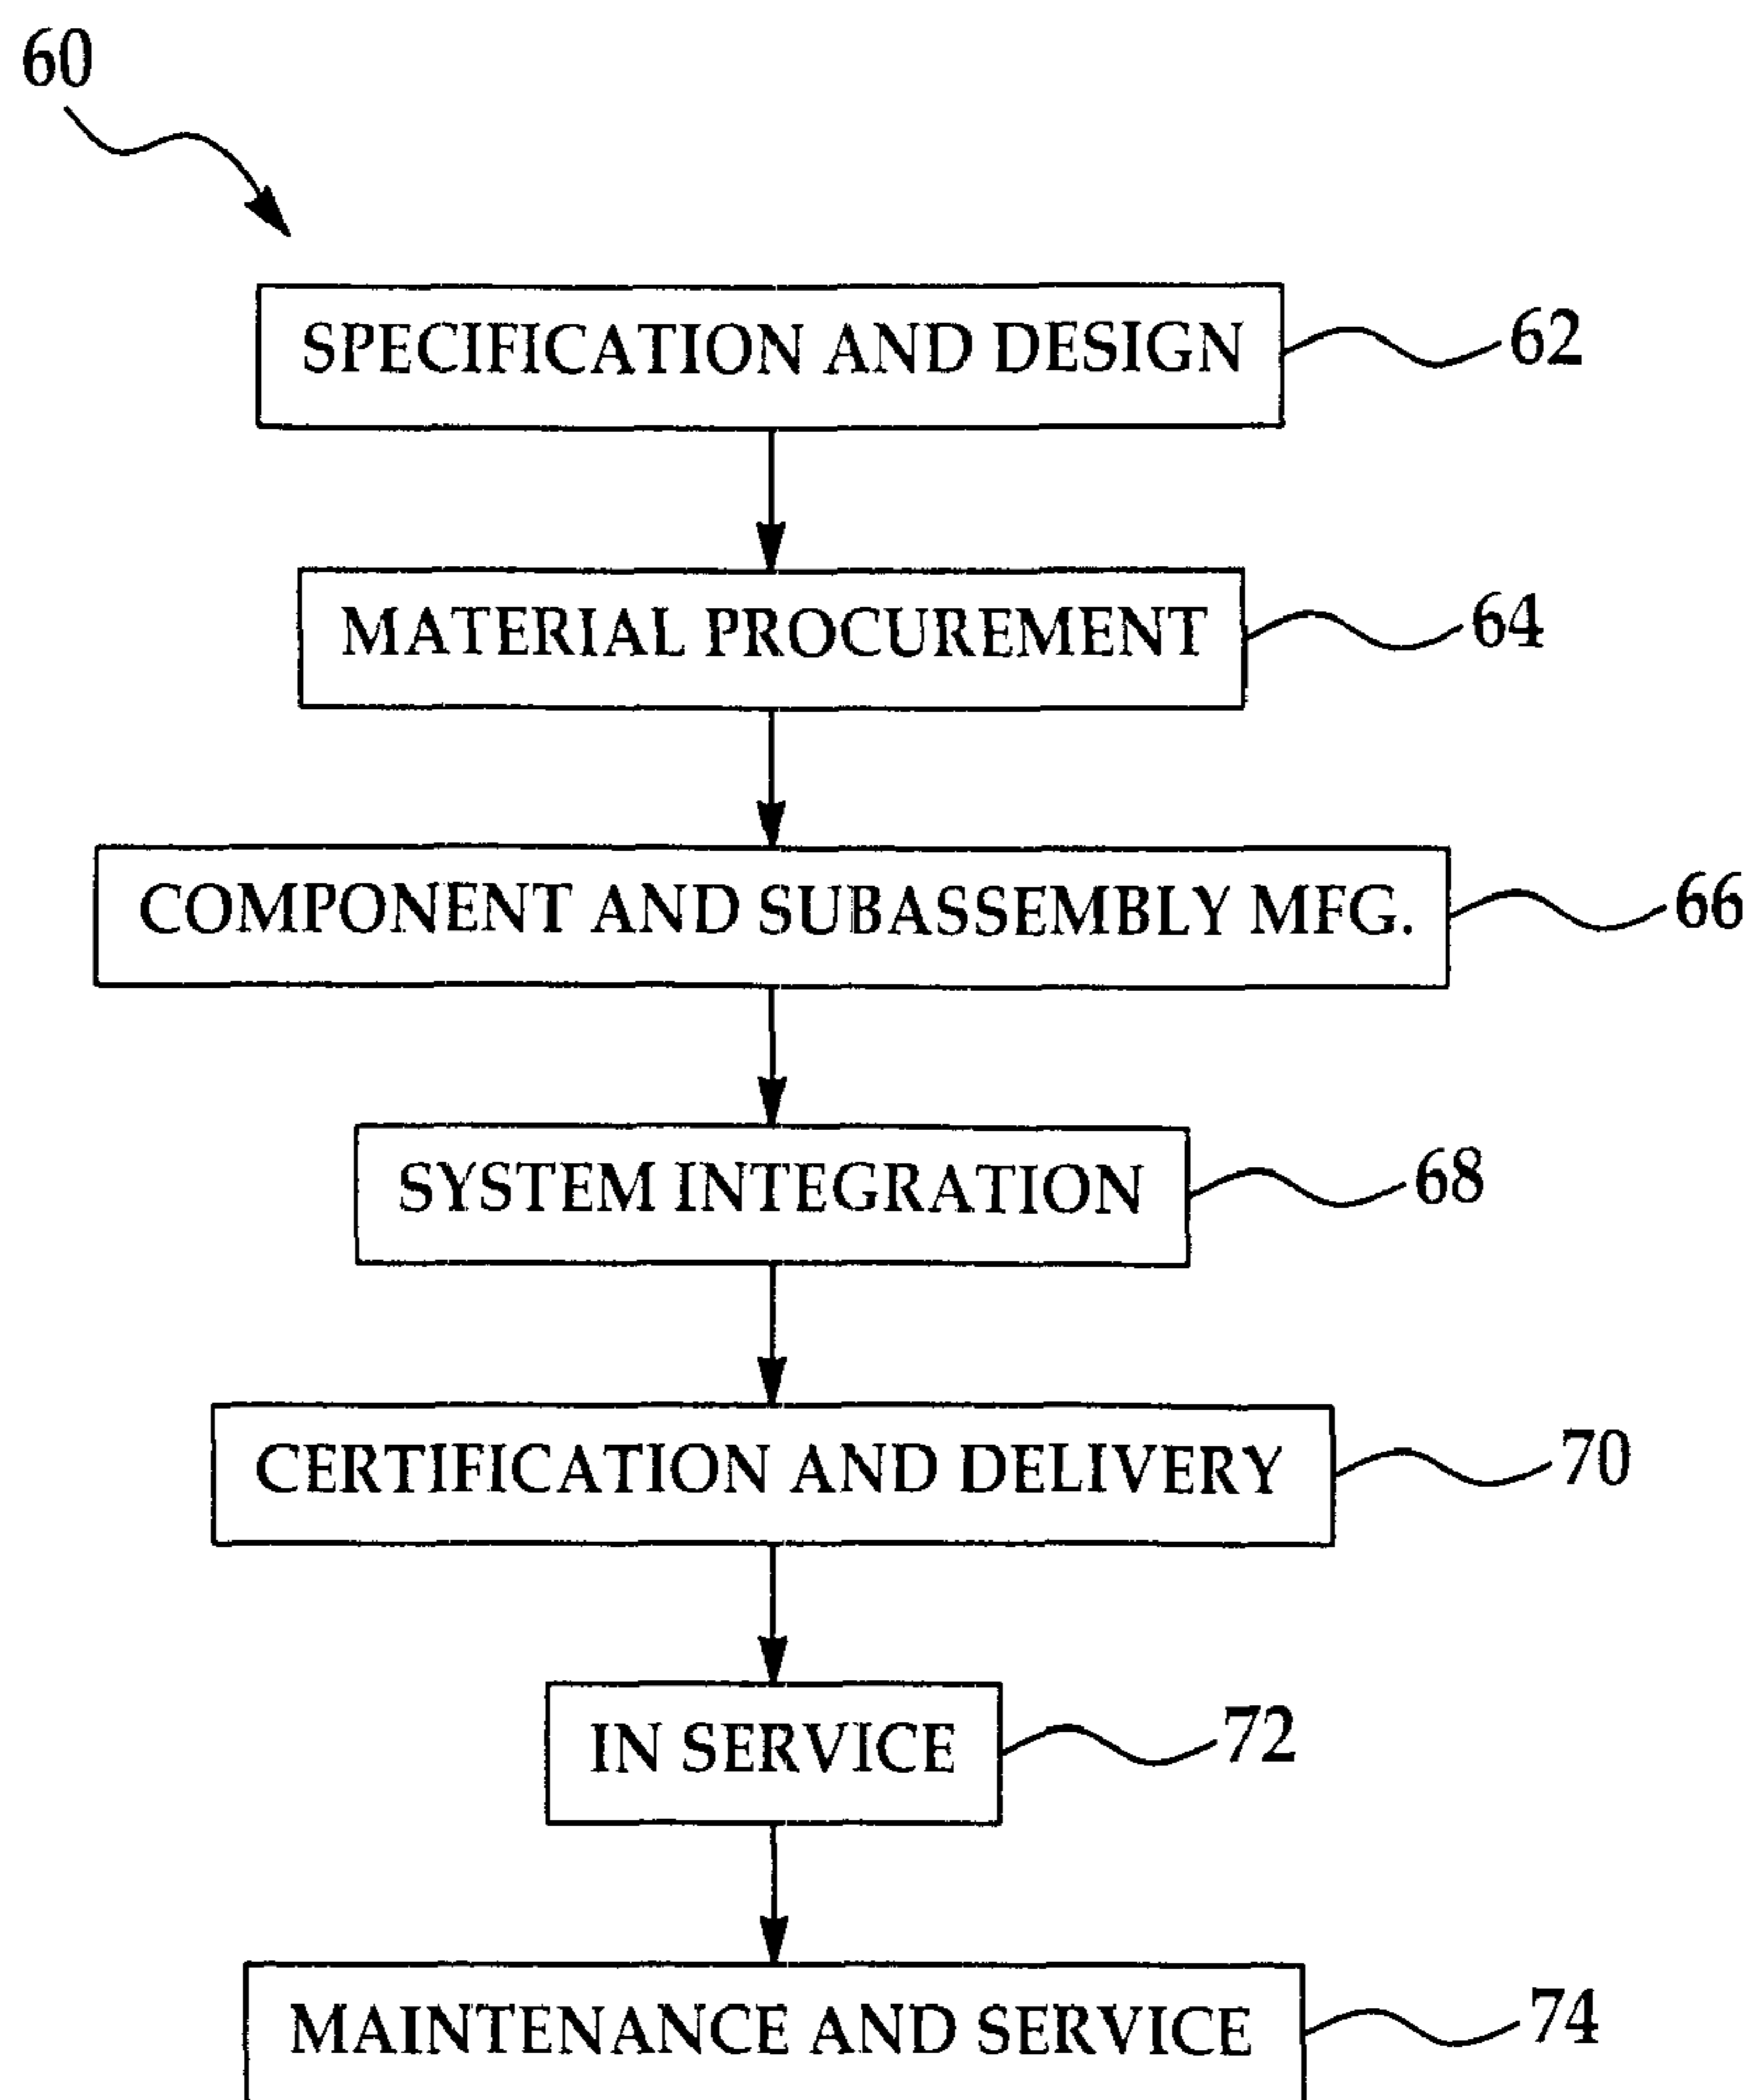 60
SPECIFICATION AND DESIGN 62
MATERIAL PROCUREMENT 64
COMPONENT AND SUBASSEMBLY MFG. 66
SYSTEM INTEGRATION 68
CERTIFICATION AND DELIVERY 70
IN SERVICE 72
MAINTENANCE AND SERVICE 74